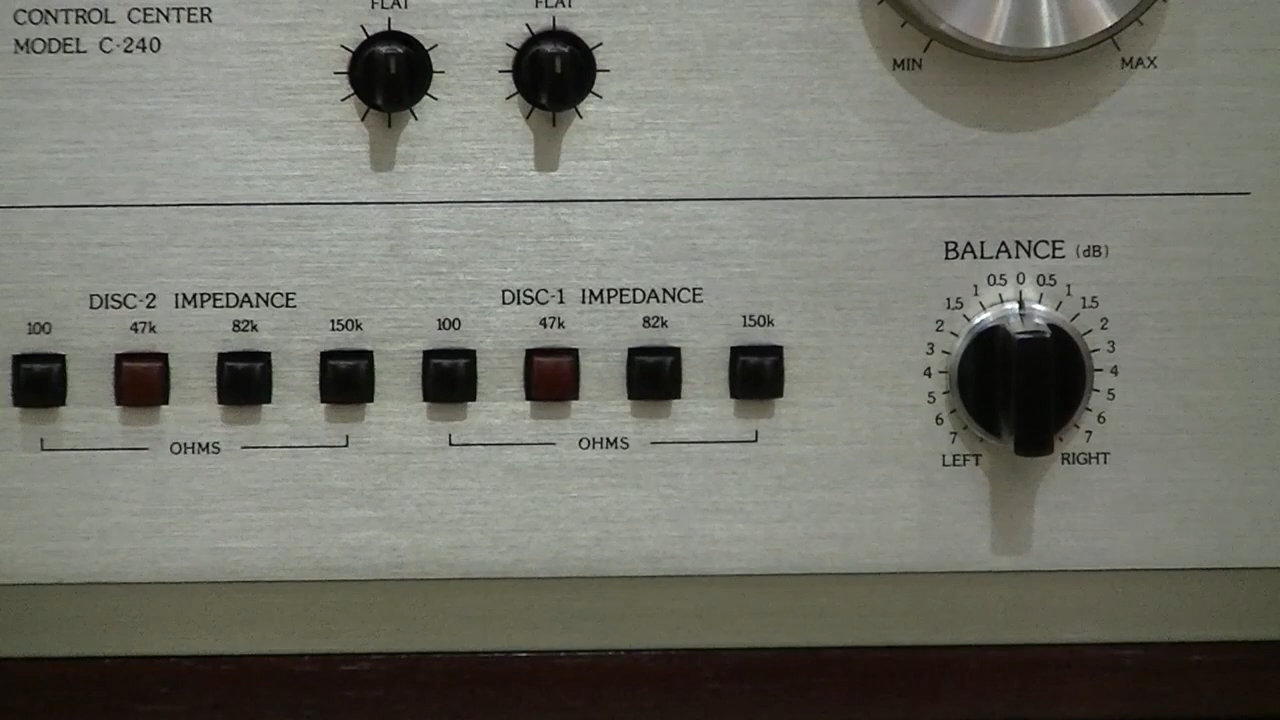 FLAT FLAT
CONTROL CENTER
MODEL C-240
MIN MAX
BALANCE (dB)
0.5 0 0.5
1 1
1.5 1.5
2 2
3 3
4 4
5 5
6 6
7 7
LEFT RIGHT
DISC-2 IMPEDANCE DISC-1 IMPEDANCE
100 47k 82k 150k 100 47k 82k 150k
OHMS OHMS